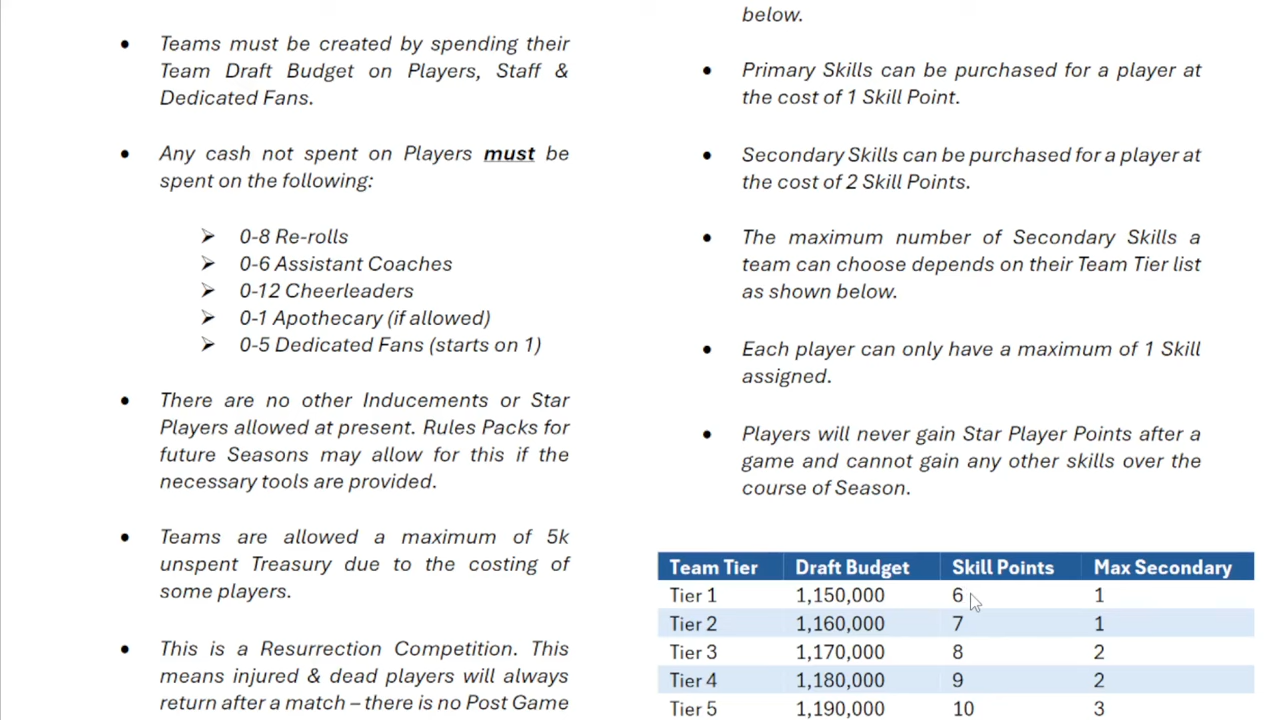 • Teams must be created by spending their
Team Draft Budget on Players, Staff &
Dedicated Fans.
• Any cash not spent on Players must be
spent on the following:
➢ 0-8 Re-rolls
➢ 0-6 Assistant Coaches
➢ 0-12 Cheerleaders
➢ 0-1 Apothecary (if allowed)
➢ 0-5 Dedicated Fans (starts on 1)
• There are no other Inducements or Star
Players allowed at present. Rules Packs for
future Seasons may allow for this if the
necessary tools are provided.
• Teams are allowed a maximum of 5k
unspent Treasury due to the costing of
some players.
• This is a Resurrection Competition. This
means injured & dead players will always
return after a match – there is no Post Game
below.
• Primary Skills can be purchased for a player at
the cost of 1 Skill Point.
• Secondary Skills can be purchased for a player at
the cost of 2 Skill Points.
• The maximum number of Secondary Skills a
team can choose depends on their Team Tier list
as shown below.
• Each player can only have a maximum of 1 Skill
assigned.
• Players will never gain Star Player Points after a
game and cannot gain any other skills over the
course of Season.
Team Tier Draft Budget Skill Points Max Secondary
Tier 1 1,150,000 6 1
Tier 2 1,160,000 7 1
Tier 3 1,170,000 8 2
Tier 4 1,180,000 9 2
Tier 5 1,190,000 10 3